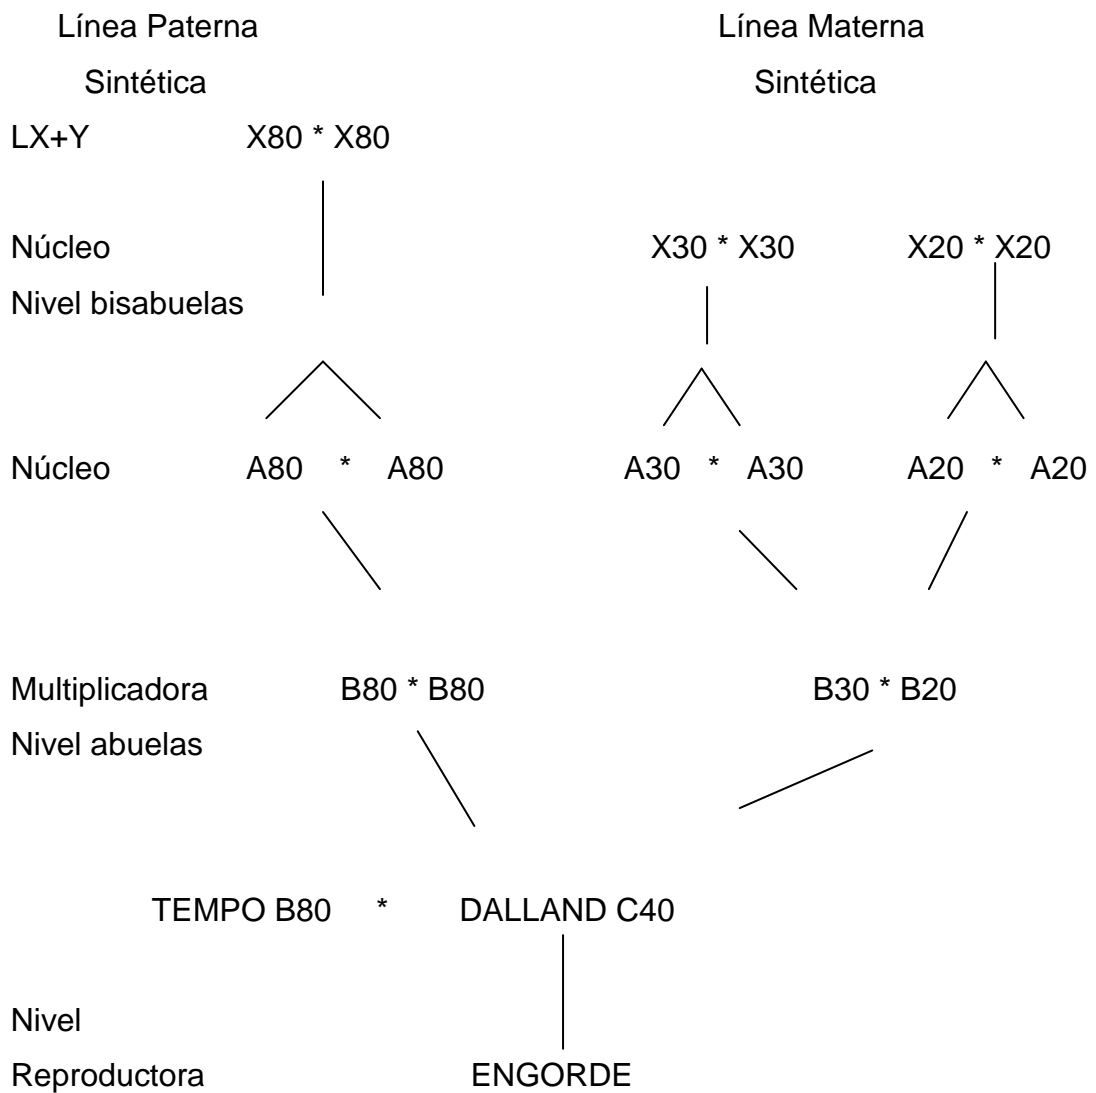 Línea Paterna Línea Materna
Sintética Sintética
LX+Y X80 * X80
Núcleo X30 * X30 X20 * X20
Nivel bisabuelas
Núcleo A80 * A80 A30 * A30 A20 * A20
Multiplicadora B80 * B80 B30 * B20
Nivel abuelas
TEMPO B80 * DALLAND C40
Nivel
Reproductora ENGORDE